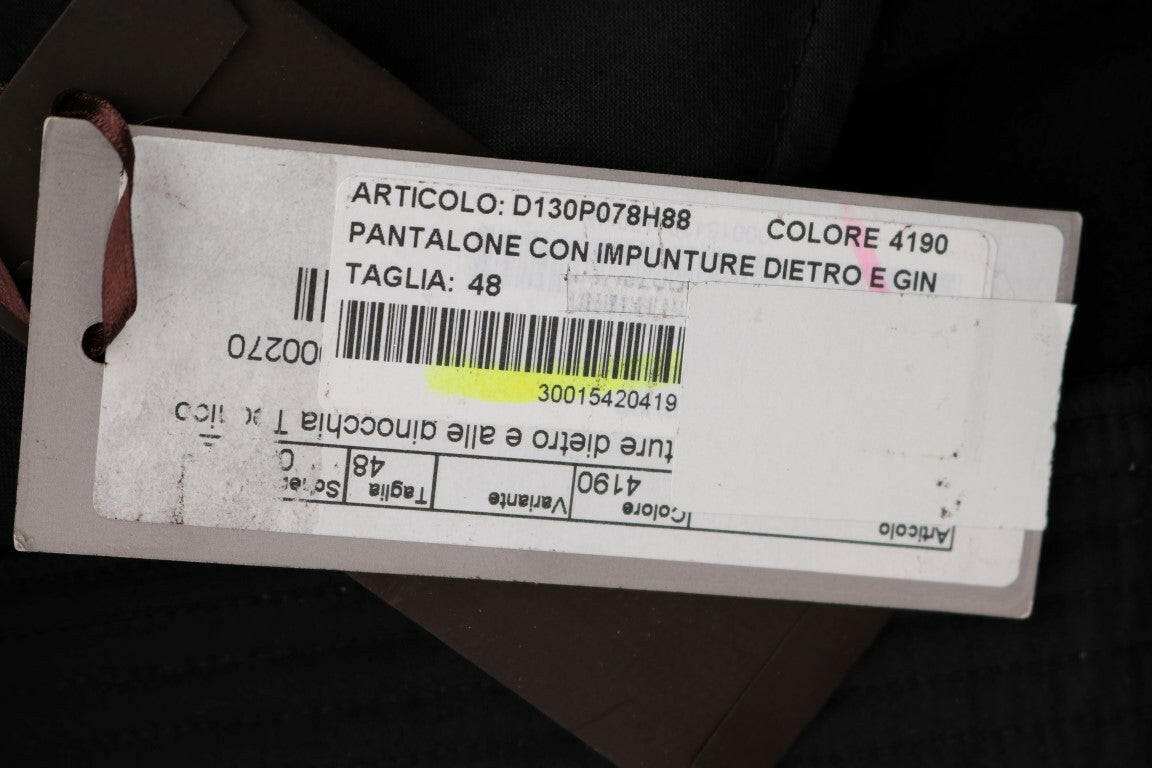 ARTICOLO: D130P078H88 COLORE 4190
PANTALONE CON IMPUNTURE DIETRO E GIN
TAGLIA: 48
30015420419
Articolo Colore Variante Taglia
4190 48
ture dietro e alle ginocchia T
00270